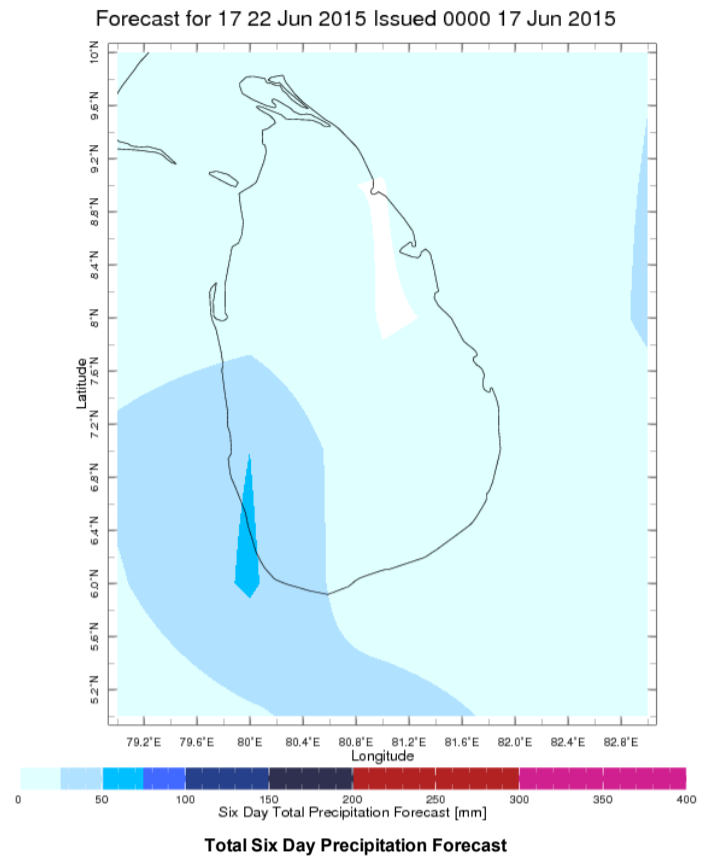 Forecast for 17 22 Jun 2015 Issued 0000 17 Jun 2015
10°N
9.6°N
9.2°N
8.8°N
8.4°N
8°N
7.6°N
7.2°N
6.8°N
6.4°N
6.0°N
5.6°N
5.2°N
Latitude
79.2°E 79.6°E 80°E 80.4°E 80.8°E 81.2°E 81.6°E 82.0°E 82.4°E 82.8°E
Longitude
0 50 100 150 200 250 300 350 400
Six Day Total Precipitation Forecast [mm]
Total Six Day Precipitation Forecast